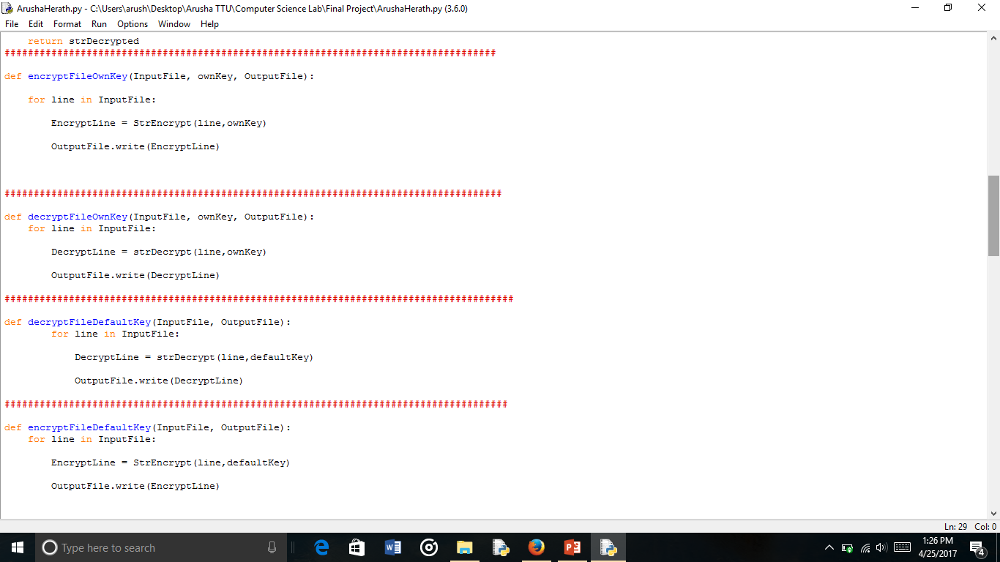 ArushaHerath.py - C:\Users\arush\Desktop\Arusha TTU\Computer Science Lab\Final Project\ArushaHerath.py (3.6.0)
File Edit Format Run Options Window Help
    return strDecrypted
####################################################################################
def encryptFileOwnKey(InputFile, ownKey, OutputFile):
    for line in InputFile:
        EncryptLine = StrEncrypt(line,ownKey)
        OutputFile.write(EncryptLine)
#####################################################################################
def decryptFileOwnKey(InputFile, ownKey, OutputFile):
    for line in InputFile:
        DecryptLine = strDecrypt(line,ownKey)
        OutputFile.write(DecryptLine)
#######################################################################################
def decryptFileDefaultKey(InputFile, OutputFile):
        for line in InputFile:
            DecryptLine = strDecrypt(line,defaultKey)
            OutputFile.write(DecryptLine)
######################################################################################
def encryptFileDefaultKey(InputFile, OutputFile):
    for line in InputFile:
        EncryptLine = StrEncrypt(line,defaultKey)
        OutputFile.write(EncryptLine)
Ln: 29 Col: 0
Type here to search
1:26 PM
4/25/2017
4